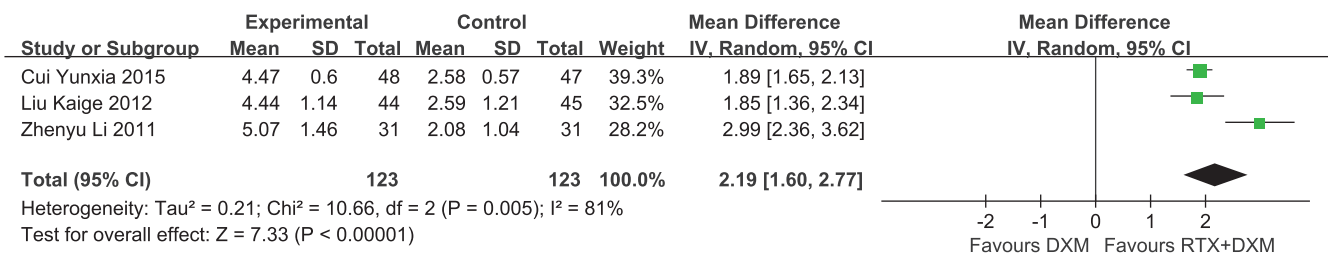 Experimental Control Mean Difference Mean Difference
Study or Subgroup Mean SD Total Mean SD Total Weight IV, Random, 95% CI IV, Random, 95% CI
Cui Yunxia 2015 4.47 0.6 48 2.58 0.57 47 39.3% 1.89 [1.65, 2.13]
Liu Kaige 2012 4.44 1.14 44 2.59 1.21 45 32.5% 1.85 [1.36, 2.34]
Zhenyu Li 2011 5.07 1.46 31 2.08 1.04 31 28.2% 2.99 [2.36, 3.62]
Total (95% CI) 123 123 100.0% 2.19 [1.60, 2.77]
Heterogeneity: Tau² = 0.21; Chi² = 10.66, df = 2 (P = 0.005); I² = 81%
Test for overall effect: Z = 7.33 (P < 0.00001)
-2 -1 0 1 2
Favours DXM Favours RTX+DXM